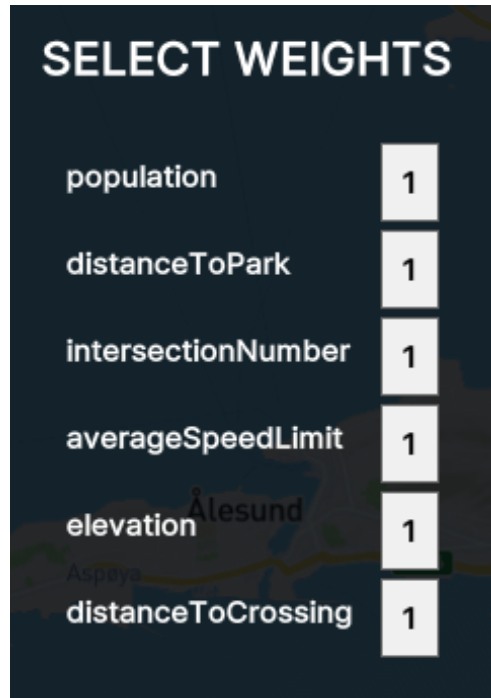 SELECT WEIGHTS
population 1
distanceToPark 1
intersectionNumber 1
averageSpeedLimit 1
Ålesund
elevation 1
Aspøya
distanceToCrossing 1